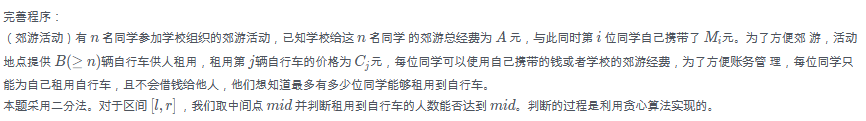 完善程序：
（郊游活动）有 n 名同学参加学校组织的郊游活动，已知学校给这 n 名同学 的郊游总经费为 A 元，与此同时第 i 位同学自己携带了 Mᵢ元。为了方便郊 游，活动
地点提供 B(≥ n)辆自行车供人租用，租用第 j辆自行车的价格为 Cⱼ元，每位同学可以使用自己携带的钱或者学校的郊游经费，为了方便账务管 理，每位同学只
能为自己租用自行车，且不会借钱给他人，他们想知道最多有多少位同学能够租用到自行车。
本题采用二分法。对于区间 [l, r] ，我们取中间点 mid 并判断租用到自行车的人数能否达到 mid。判断的过程是利用贪心算法实现的。